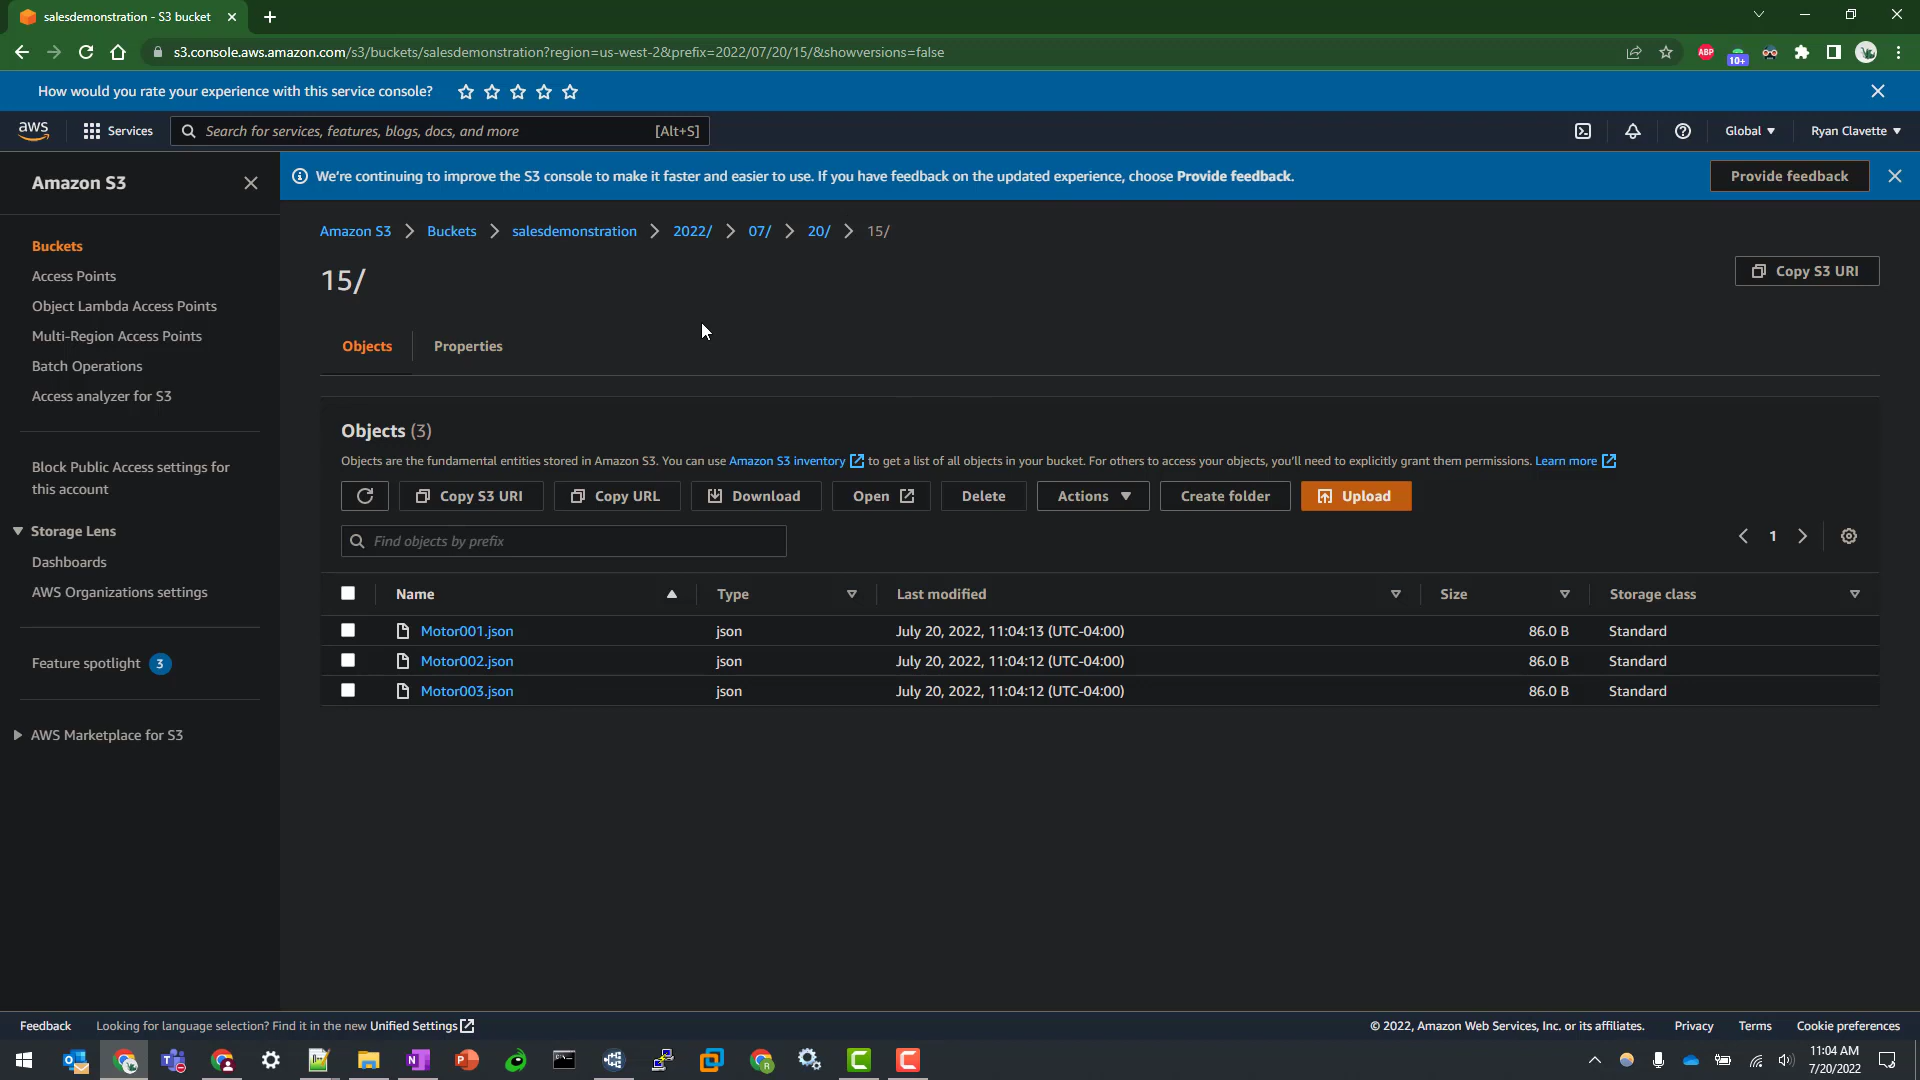 salesdemonstration - S3 bucket
s3.console.aws.amazon.com/s3/buckets/salesdemonstration?region=us-west-2&prefix=2022/07/20/15/&showversions=false
ABP
10+
How would you rate your experience with this service console?
aws
Services
Search for services, features, blogs, docs, and more
[Alt+S]
Global
Ryan Clavette
Amazon S3
We're continuing to improve the S3 console to make it faster and easier to use. If you have feedback on the updated experience, choose Provide feedback.
Provide feedback
Buckets
Access Points
Object Lambda Access Points
Multi-Region Access Points
Batch Operations
Access analyzer for S3
Block Public Access settings for
this account
Storage Lens
Dashboards
AWS Organizations settings
Feature spotlight 3
AWS Marketplace for S3
Amazon S3 > Buckets > salesdemonstration > 2022/ > 07/ > 20/ > 15/
15/
Copy S3 URI
Objects
Properties
Objects (3)
Objects are the fundamental entities stored in Amazon S3. You can use Amazon S3 inventory to get a list of all objects in your bucket. For others to access your objects, you'll need to explicitly grant them permissions. Learn more
Copy S3 URI
Copy URL
Download
Open
Delete
Actions
Create folder
Upload
Find objects by prefix
1
Name Type Last modified Size Storage class
Motor001.json json July 20, 2022, 11:04:13 (UTC-04:00) 86.0 B Standard
Motor002.json json July 20, 2022, 11:04:12 (UTC-04:00) 86.0 B Standard
Motor003.json json July 20, 2022, 11:04:12 (UTC-04:00) 86.0 B Standard
Feedback
Looking for language selection? Find it in the new Unified Settings
© 2022, Amazon Web Services, Inc. or its affiliates.
Privacy
Terms
Cookie preferences
11:04 AM
7/20/2022